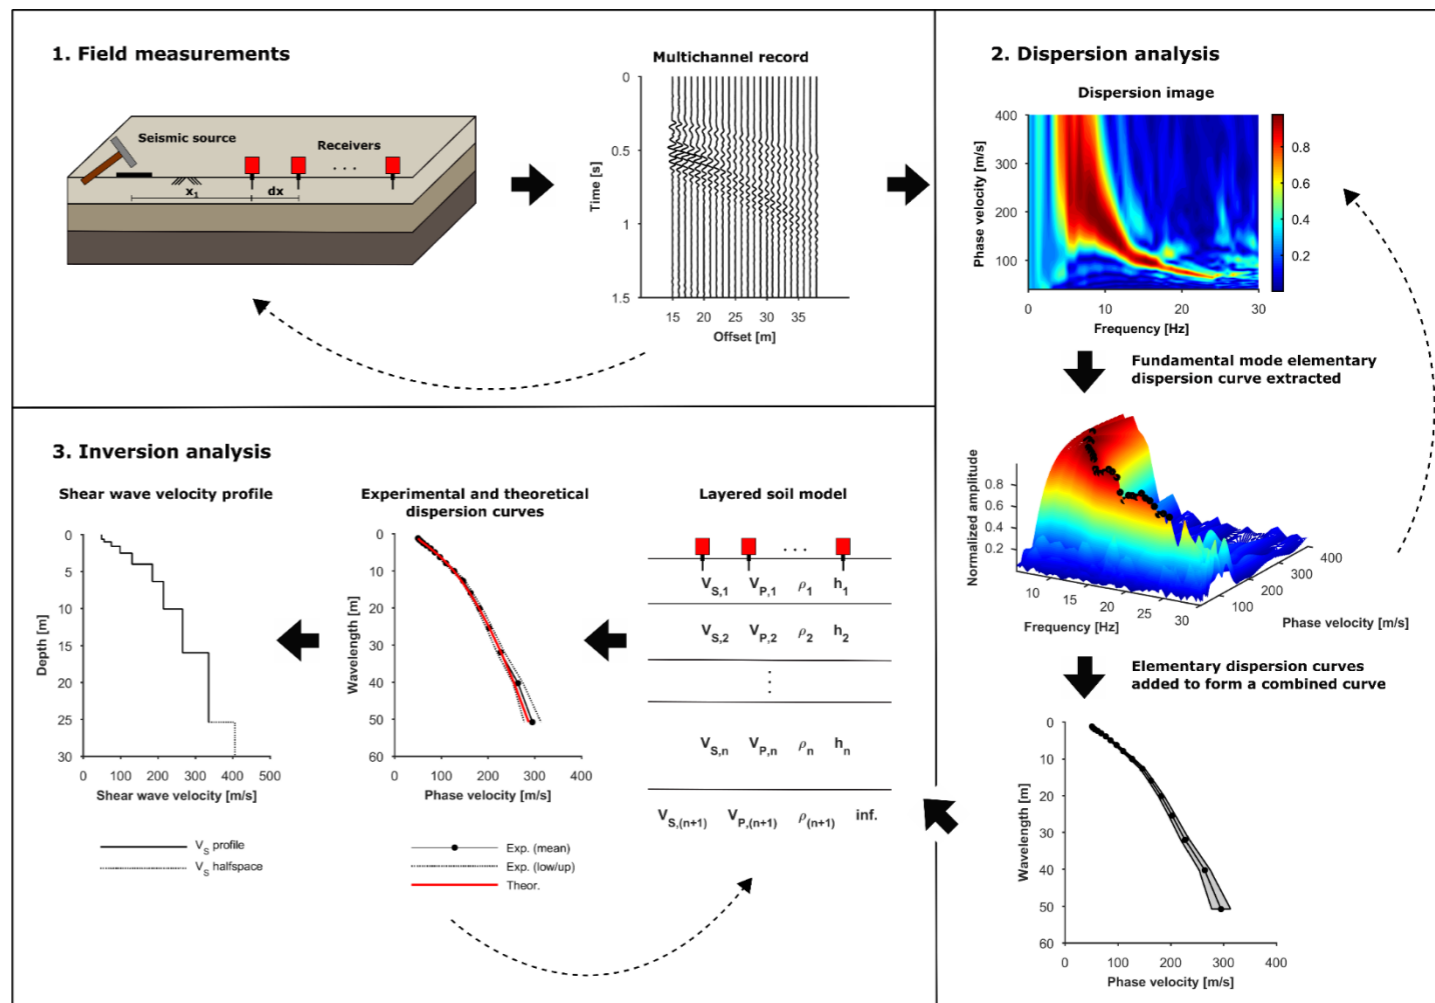 1. Field measurements
Seismic source
Receivers
. . .
x1
dx
Multichannel record
0
0.5
1
1.5
Time [s]
15 20 25 30 35
Offset [m]
2. Dispersion analysis
Dispersion image
400
300
200
100
Phase velocity [m/s]
0 10 20 30
Frequency [Hz]
0.8
0.6
0.4
0.2
Fundamental mode elementary
dispersion curve extracted
Normalized amplitude
0.8
0.6
0.4
0.2
10 15 20 25 30
Frequency [Hz]
100 200 300 400
Phase velocity [m/s]
Elementary dispersion curves
added to form a combined curve
0
10
20
30
40
50
60
Wavelength [m]
0 100 200 300 400
Phase velocity [m/s]
3. Inversion analysis
Shear wave velocity profile
0
5
10
15
20
25
30
Depth [m]
0 100 200 300 400 500
Shear wave velocity [m/s]
VS profile
VS halfspace
Experimental and theoretical
dispersion curves
0
10
20
30
40
50
60
Wavelength [m]
0 100 200 300 400
Phase velocity [m/s]
Exp. (mean)
Exp. (low/up)
Theor.
Layered soil model
. . .
VS,1 VP,1 ρ1 h1
VS,2 VP,2 ρ2 h2
⋮
VS,n VP,n ρn hn
VS,(n+1) VP,(n+1) ρ(n+1) inf.